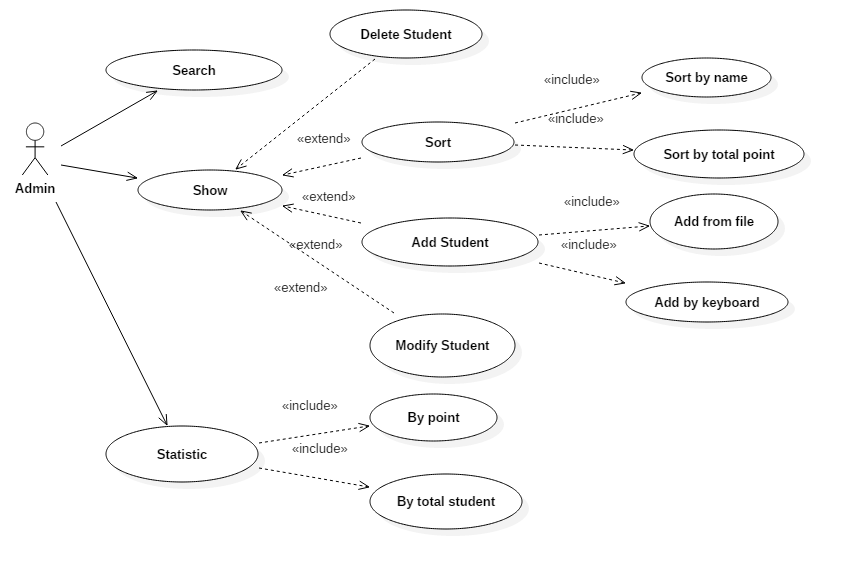 Delete Student
Search
Sort by name
«include»
«include»
Sort
«extend»
Sort by total point
Admin
Show
«extend»
«include»
Add from file
Add Student
«extend»
«include»
«extend»
Add by keyboard
Modify Student
«include»
By point
Statistic
«include»
By total student